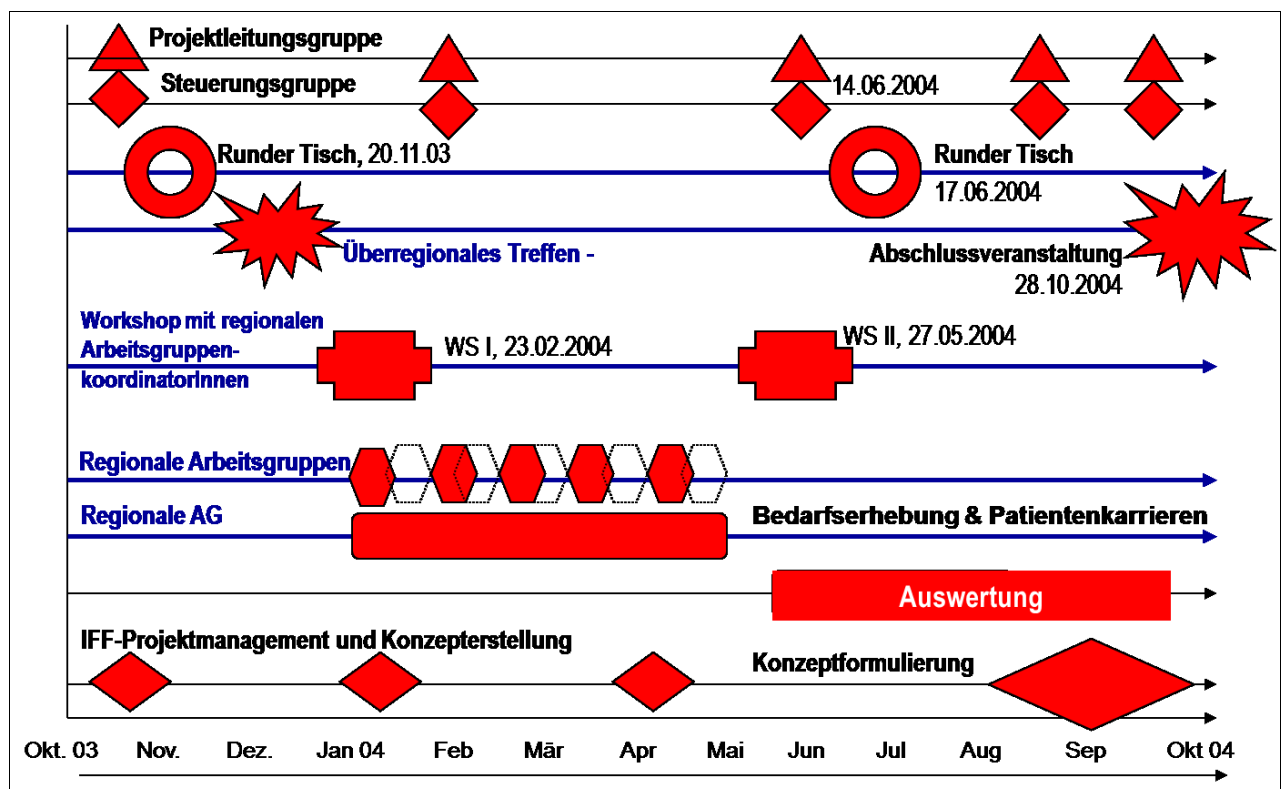 Projektleitungsgruppe
Steuerungsgruppe
14.06.2004
Runder Tisch, 20.11.03
Runder Tisch
17.06.2004
Überregionales Treffen -
Abschlussveranstaltung
28.10.2004
Workshop mit regionalen
Arbeitsgruppen-
koordinatorInnen
WS I, 23.02.2004
WS II, 27.05.2004
Regionale Arbeitsgruppen
Regionale AG
Bedarfserhebung & Patientenkarrieren
Auswertung
IFF-Projektmanagement und Konzepterstellung
Konzeptformulierung
Okt. 03 Nov. Dez. Jan 04 Feb Mär Apr Mai Jun Jul Aug Sep Okt 04